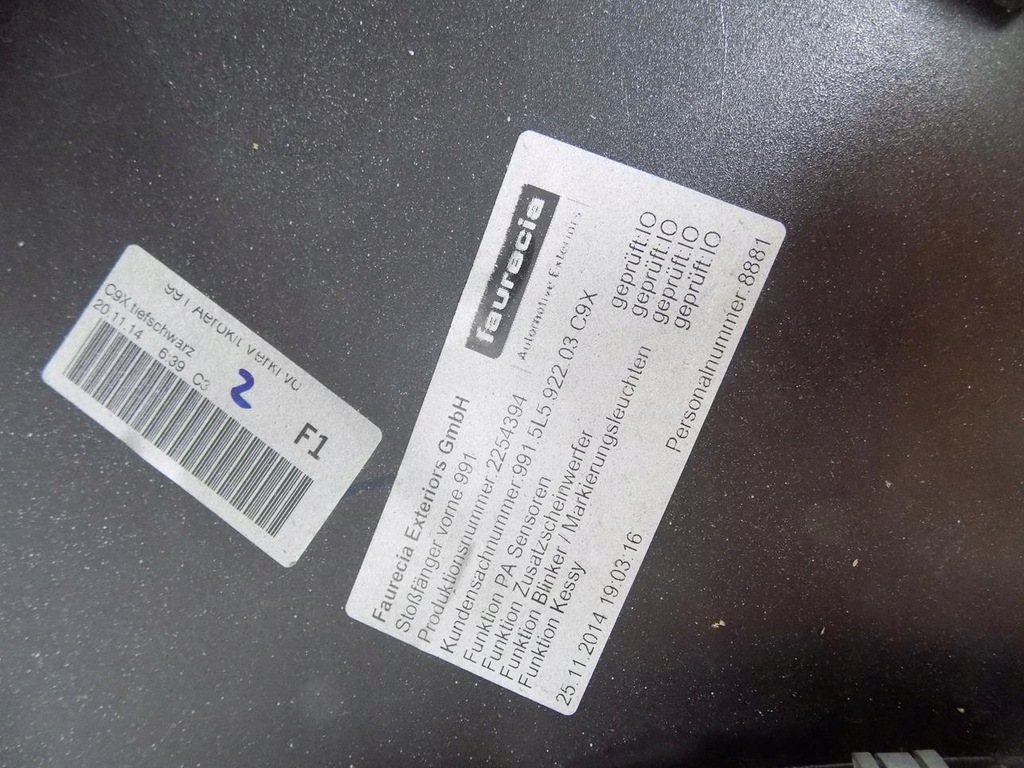 991 Aerokit Verkl VU
C9X tiefschwarz
20.11.14 6:39 C3
2
F1
faurecia
Automotive Exteriors
Faurecia Exteriors GmbH
Stoßfänger vorne 991
Produktionsnummer:2254394
Kundensachnummer:991.5L5.922 03 C9X
Funktion PA Sensoren geprüft:IO
Funktion Zusatzscheinwerfer geprüft:IO
Funktion Blinker / Markierungsleuchten geprüft:IO
Funktion Kessy geprüft:IO
25.11.2014 19:03:16 Personalnummer:8881